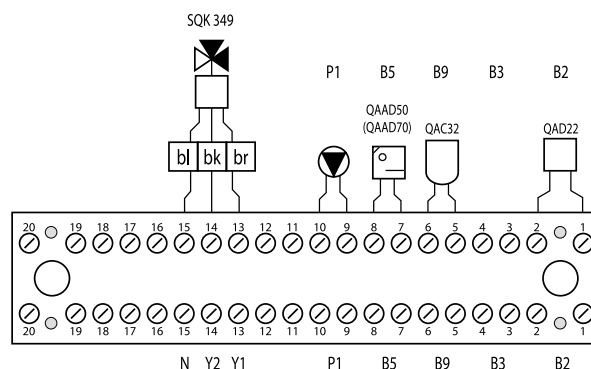 SQK 349
P1 B5 B9 B3 B2
QAAD50
(QAAD70) QAC32 QAD22
bl bk br
20 19 18 17 16 15 14 13 12 11 10 9 8 7 6 5 4 3 2 1
20 19 18 17 16 15 14 13 12 11 10 9 8 7 6 5 4 3 2 1
N Y2 Y1 P1 B5 B9 B3 B2